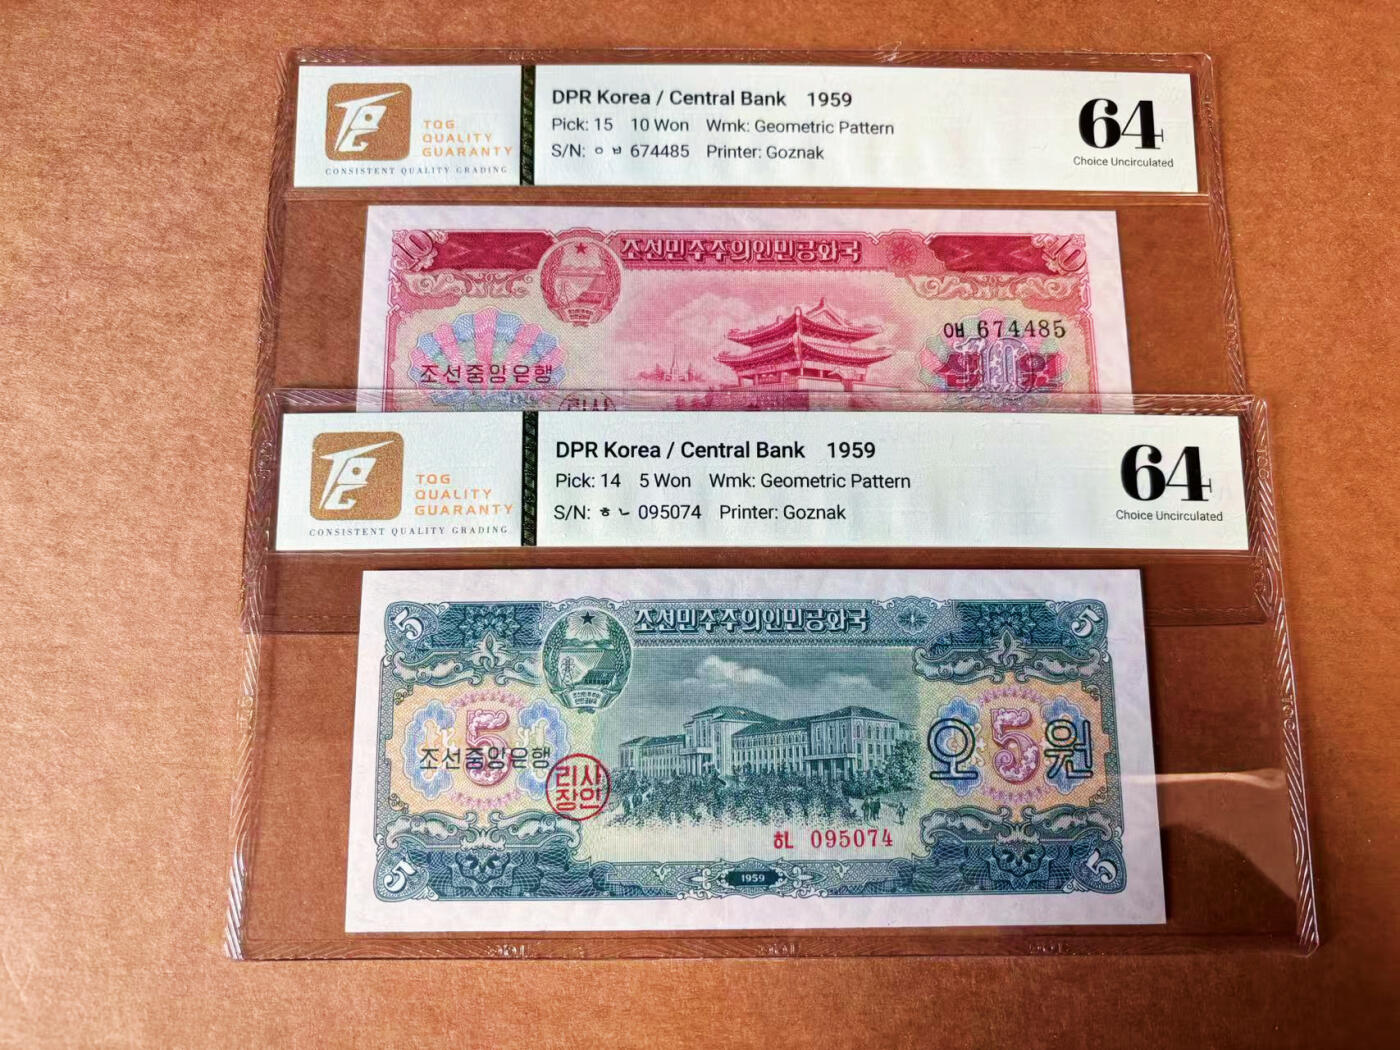 TQG
QUALITY
GUARANTY
CONSISTENT QUALITY GRADING
DPR Korea / Central Bank 1959
Pick: 15 10 Won Wmk: Geometric Pattern
S/N: ㅇ ㅂ 674485 Printer: Goznak
64
Choice Uncirculated
10 조선민주주의인민공화국 10
ㅇㅂ 674485
조선중앙은행
10 원
TQG
QUALITY
GUARANTY
CONSISTENT QUALITY GRADING
DPR Korea / Central Bank 1959
Pick: 14 5 Won Wmk: Geometric Pattern
S/N: ㅎ ㄴ 095074 Printer: Goznak
64
Choice Uncirculated
5 조선민주주의인민공화국 5
5 오 5 원
조선중앙은행
리사
장인
ㅎㄴ 095074
5 1959 5